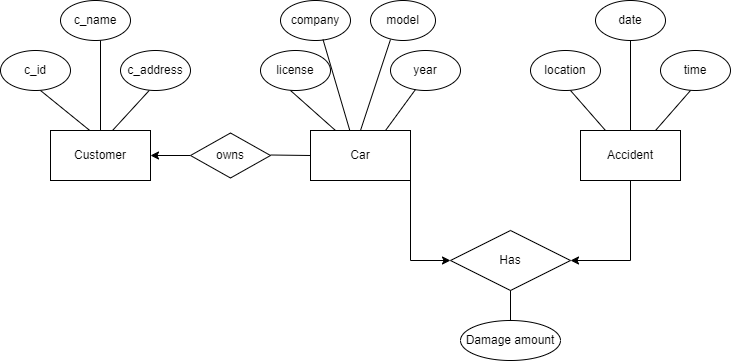 c_name
company
model
date
c_id
c_address
license
year
location
time
Customer
owns
Car
Accident
Has
Damage amount